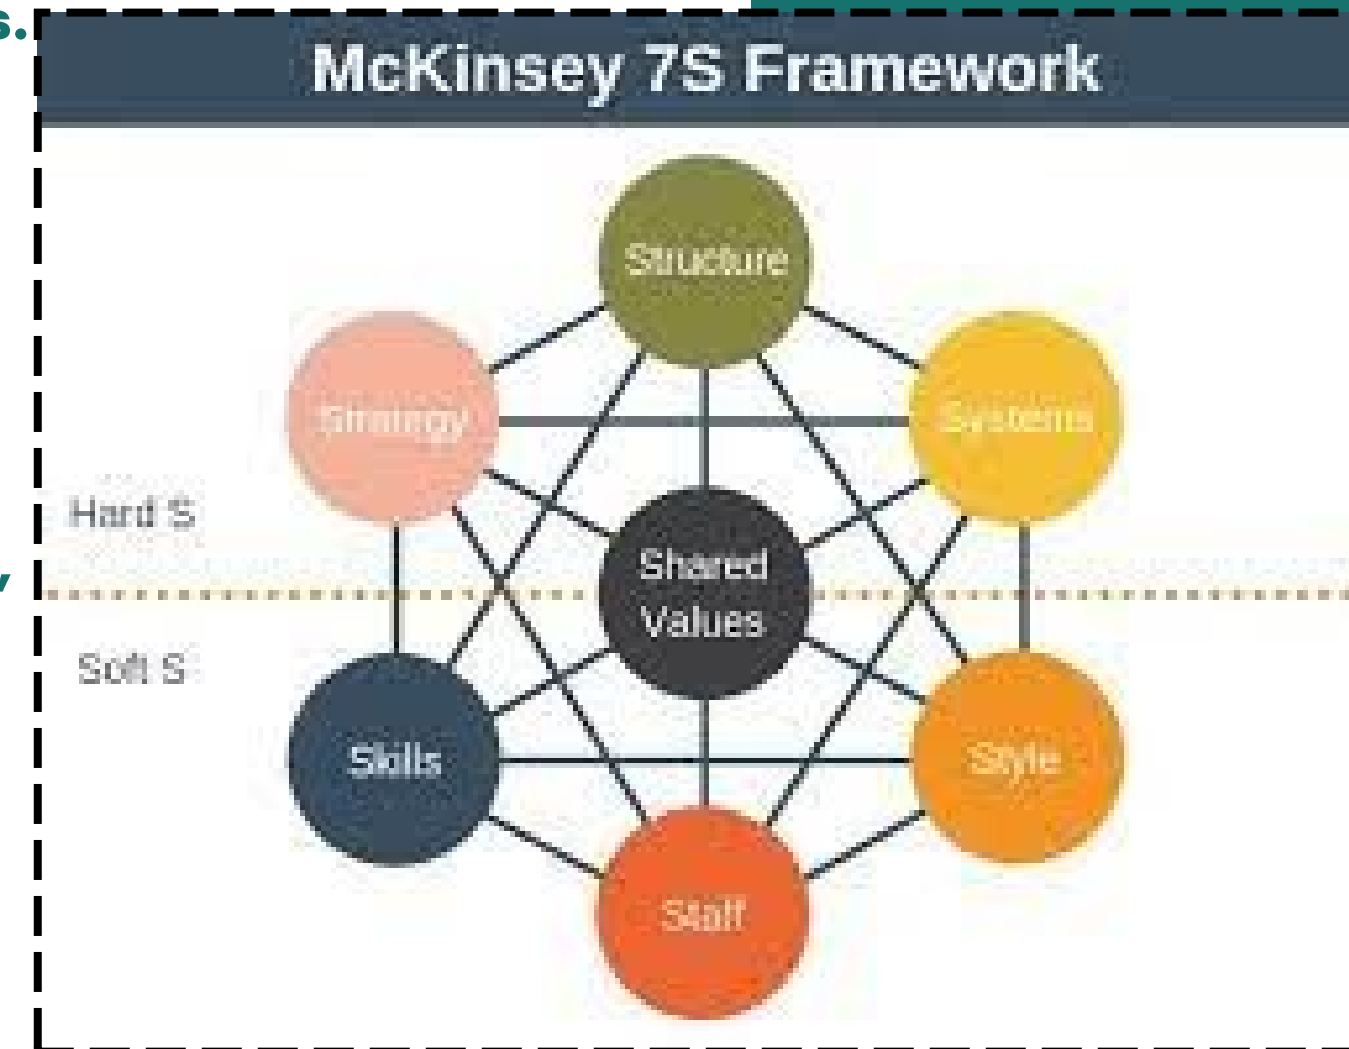 s.
McKinsey 7S Framework
Structure
Strategy
Systems
Hard S
Shared
Values
Soft S
Skills
Style
Staff